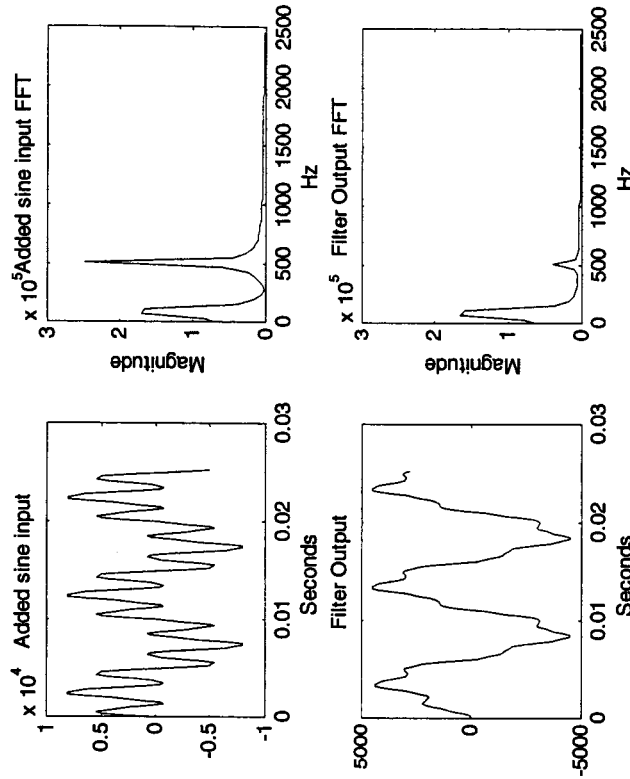 x 10^4 Added sine input
1
0.5
0
-0.5
-1
0 0.01 0.02 0.03
Seconds
x 10^5 Added sine input FFT
3
2
1
0
Magnitude
0 500 1000 1500 2000 2500
Hz
Filter Output
5000
0
-5000
0 0.01 0.02 0.03
Seconds
x 10^5 Filter Output FFT
3
2
1
0
Magnitude
0 500 1000 1500 2000 2500
Hz